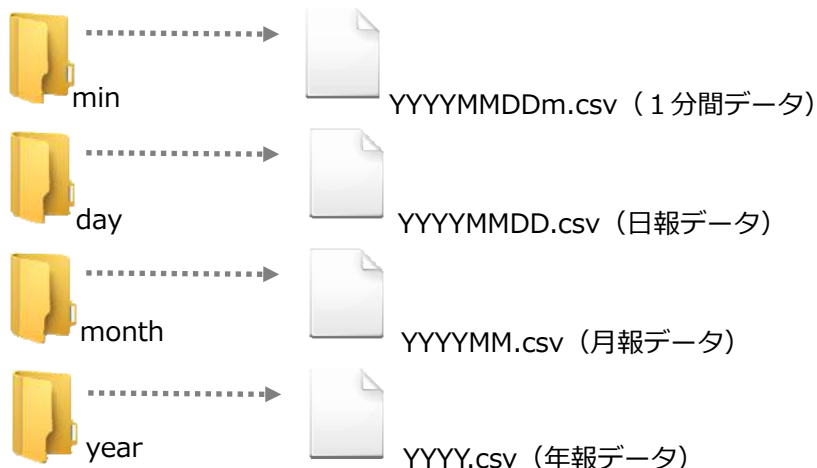 min
YYYYMMDDm.csv（１分間データ）
day
YYYYMMDD.csv（日報データ）
month
YYYYMM.csv（月報データ）
year
YYYY.csv（年報データ）